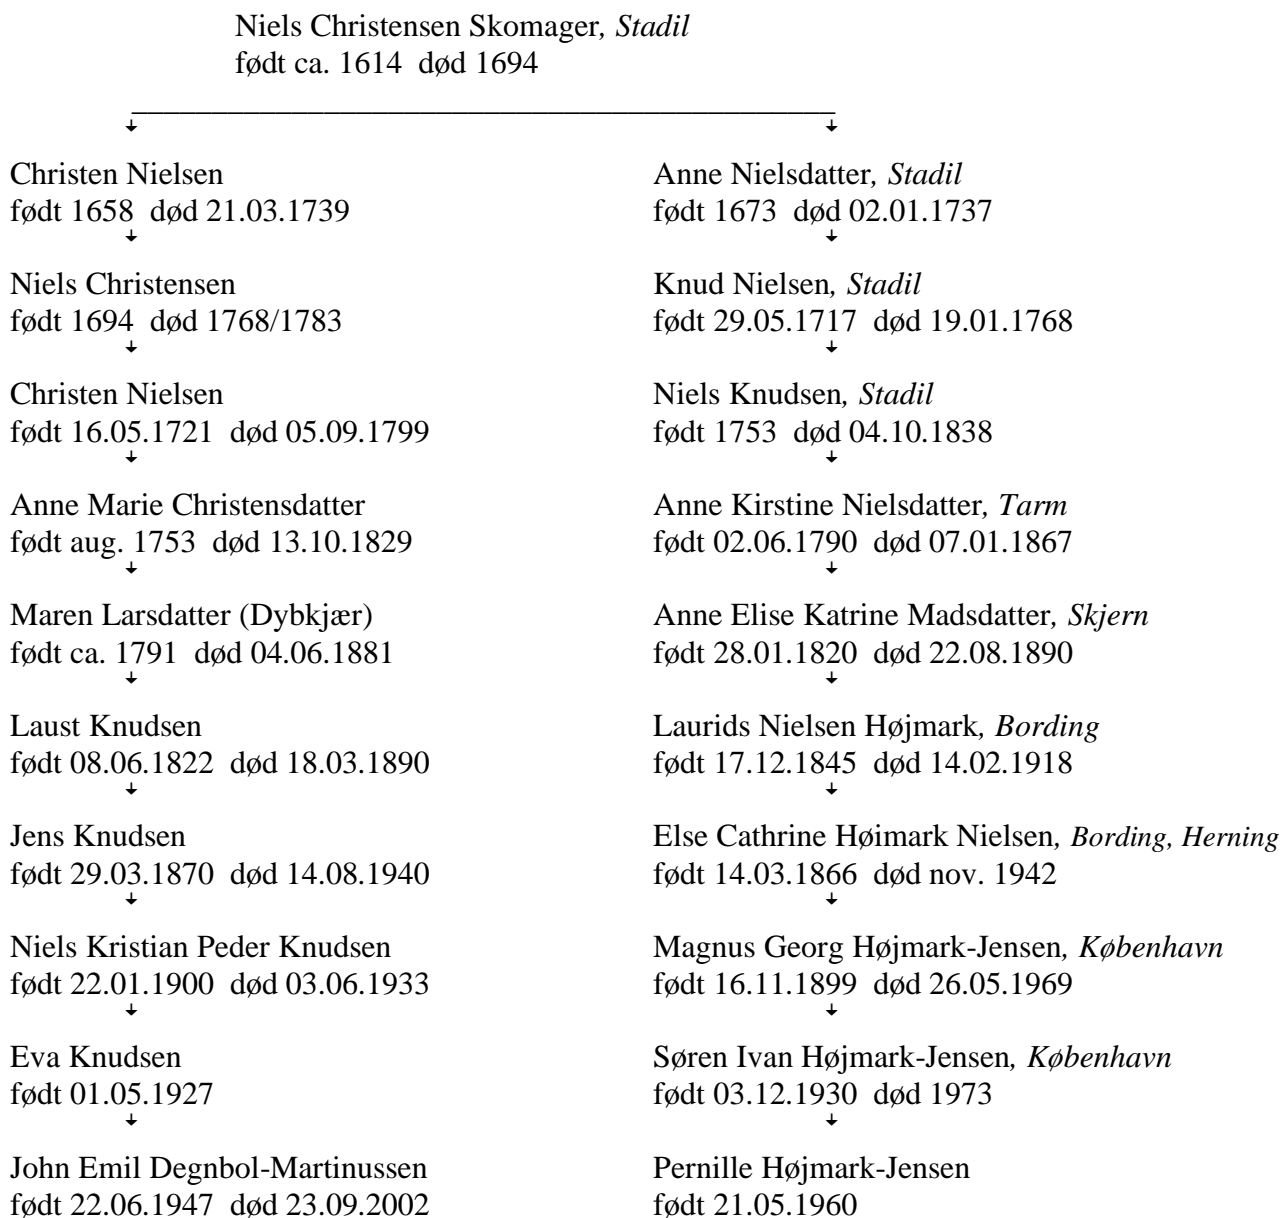 Niels Christensen Skomager, Stadil
født ca. 1614 død 1694
Christen Nielsen
født 1658 død 21.03.1739
Niels Christensen
født 1694 død 1768/1783
Christen Nielsen
født 16.05.1721 død 05.09.1799
Anne Marie Christensdatter
født aug. 1753 død 13.10.1829
Maren Larsdatter (Dybkjær)
født ca. 1791 død 04.06.1881
Laust Knudsen
født 08.06.1822 død 18.03.1890
Jens Knudsen
født 29.03.1870 død 14.08.1940
Niels Kristian Peder Knudsen
født 22.01.1900 død 03.06.1933
Eva Knudsen
født 01.05.1927
John Emil Degnbol-Martinussen
født 22.06.1947 død 23.09.2002
Anne Nielsdatter, Stadil
født 1673 død 02.01.1737
Knud Nielsen, Stadil
født 29.05.1717 død 19.01.1768
Niels Knudsen, Stadil
født 1753 død 04.10.1838
Anne Kirstine Nielsdatter, Tarm
født 02.06.1790 død 07.01.1867
Anne Elise Katrine Madsdatter, Skjern
født 28.01.1820 død 22.08.1890
Laurids Nielsen Højmark, Bording
født 17.12.1845 død 14.02.1918
Else Cathrine Høimark Nielsen, Bording, Herning
født 14.03.1866 død nov. 1942
Magnus Georg Højmark-Jensen, København
født 16.11.1899 død 26.05.1969
Søren Ivan Højmark-Jensen, København
født 03.12.1930 død 1973
Pernille Højmark-Jensen
født 21.05.1960